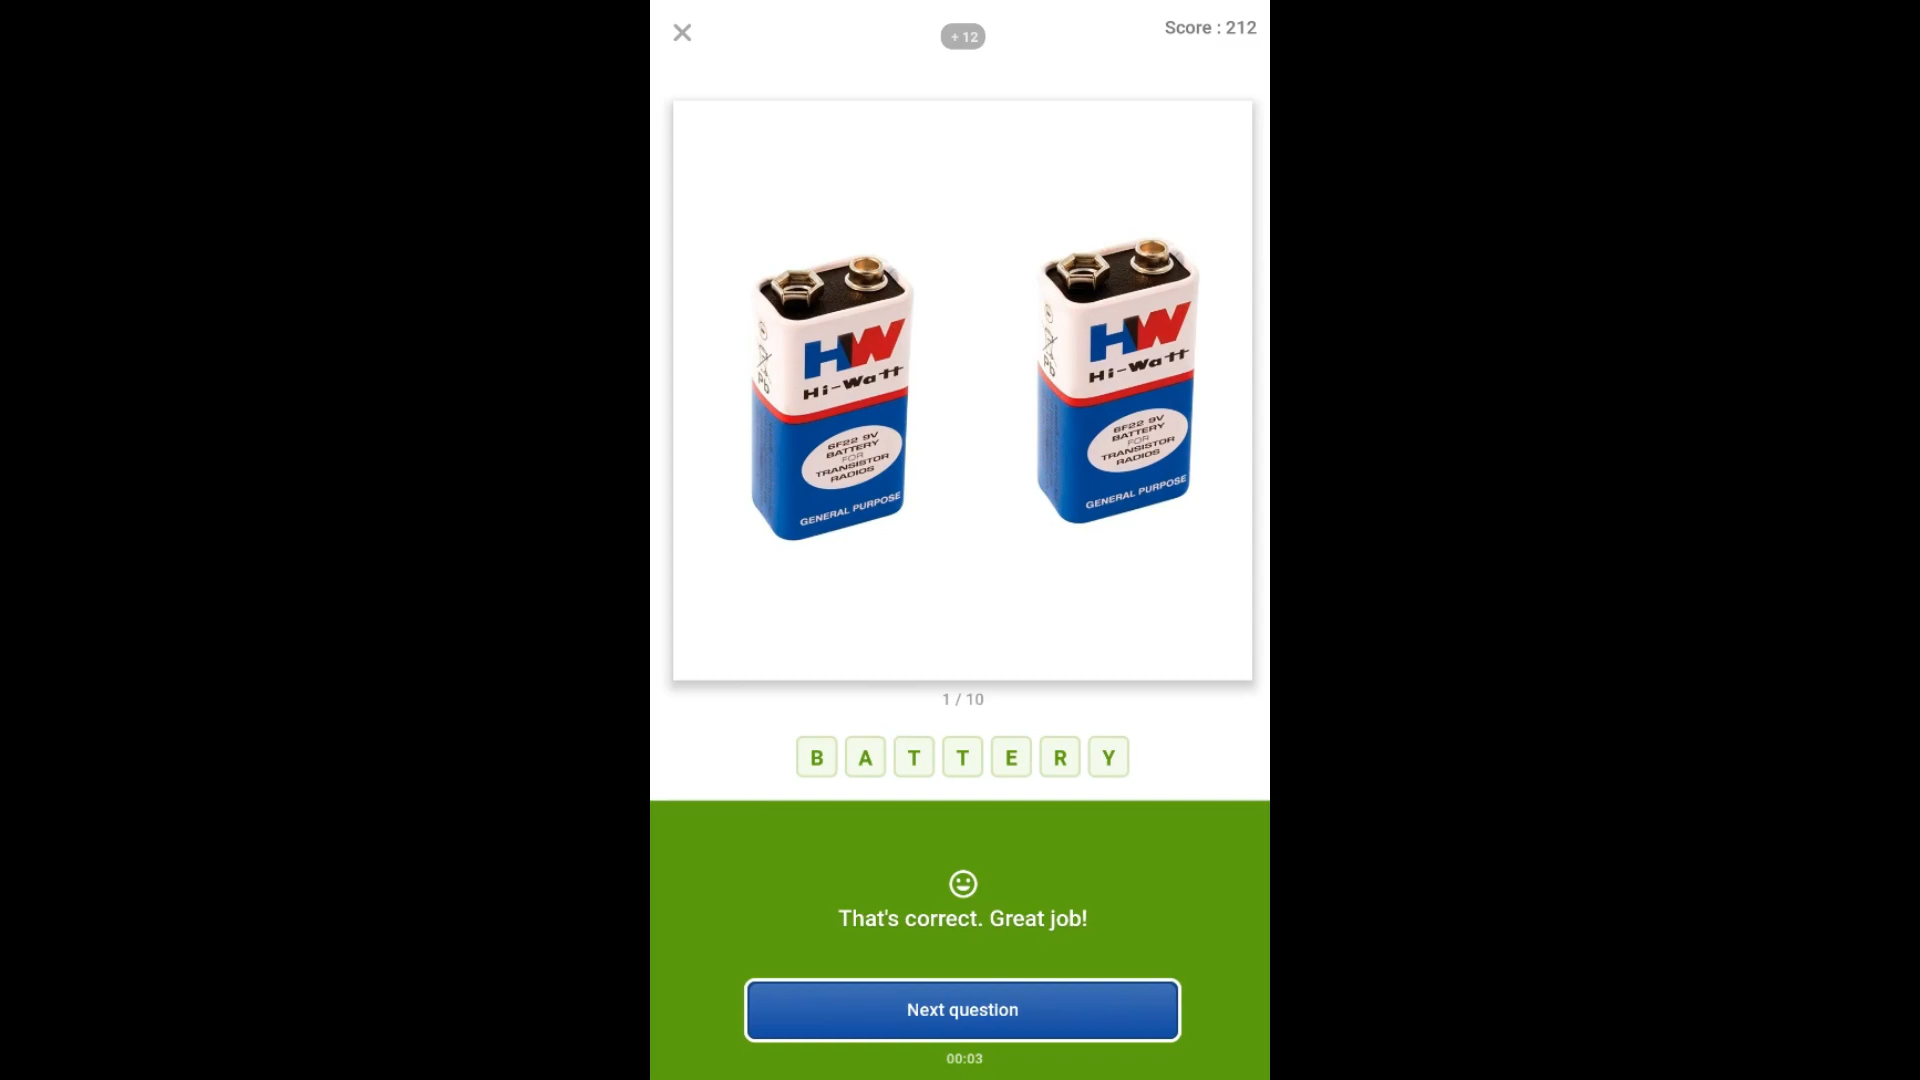 + 12
Score : 212
HW
Hi-Watt
6F22 9V
BATTERY
FOR
TRANSISTOR
RADIOS
GENERAL PURPOSE
HW
Hi-Watt
6F22 9V
BATTERY
FOR
TRANSISTOR
RADIOS
GENERAL PURPOSE
1 / 10
B A T T E R Y
That's correct. Great job!
Next question
00:03